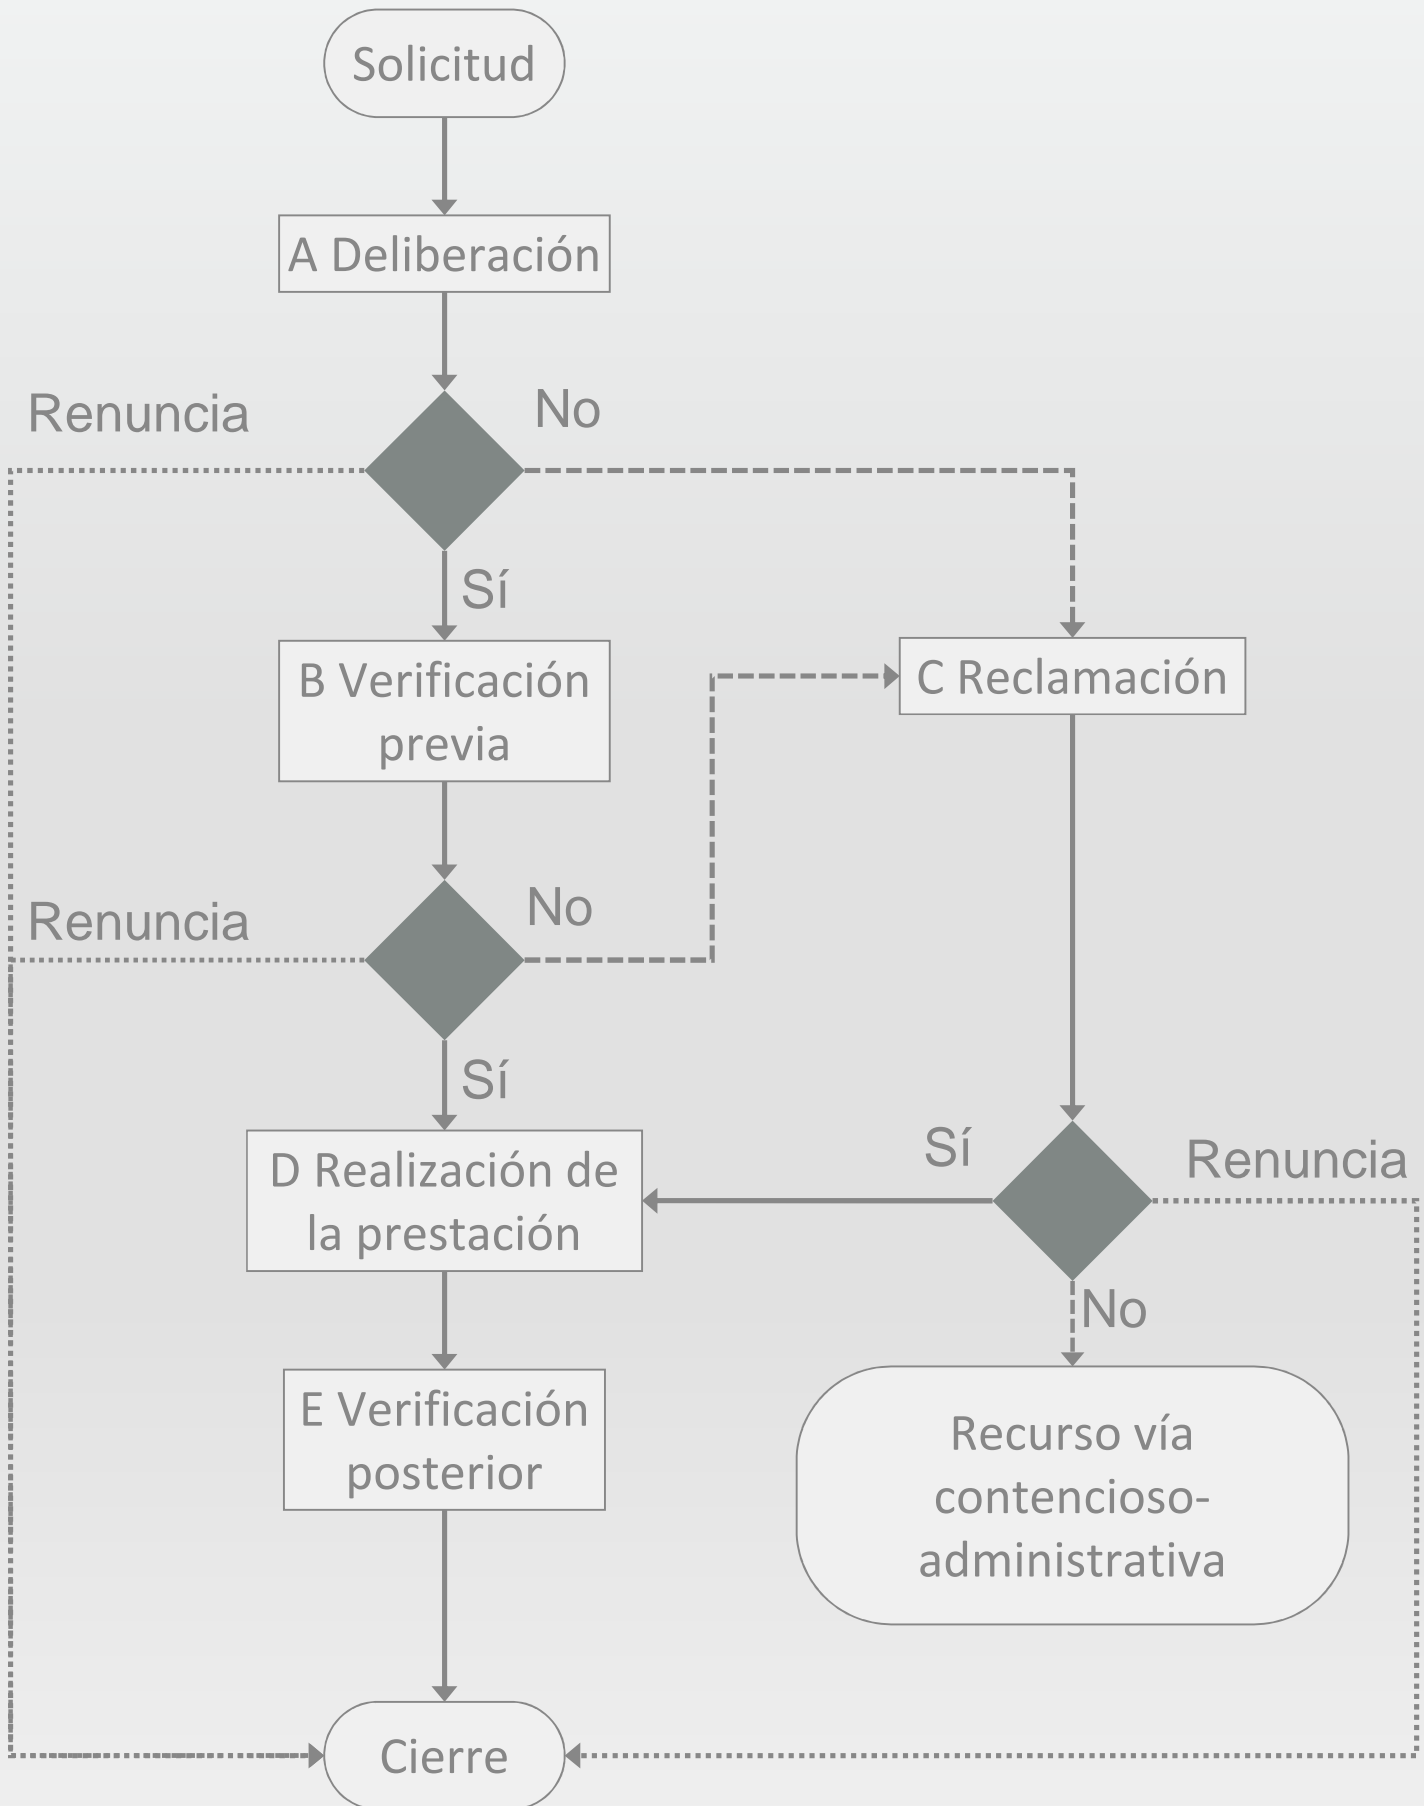 Solicitud
A Deliberación
Renuncia
No
Sí
B Verificación
previa
C Reclamación
Renuncia
No
Sí
D Realización de
la prestación
Sí
Renuncia
No
E Verificación
posterior
Recurso vía
contencioso-
administrativa
Cierre